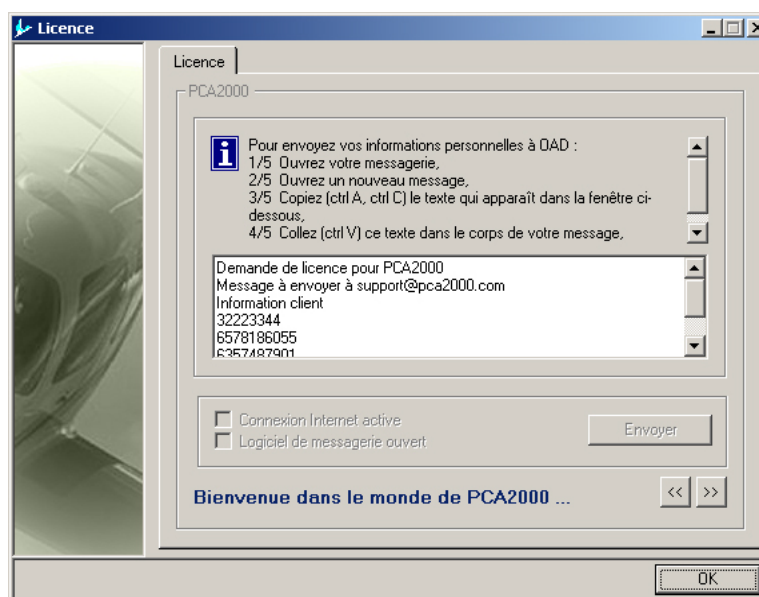 Licence
Licence
PCA2000
Pour envoyez vos informations personnelles à OAD :
1/5 Ouvrez votre messagerie,
2/5 Ouvrez un nouveau message,
3/5 Copiez (ctrl A, ctrl C) le texte qui apparaît dans la fenêtre ci-
dessous,
4/5 Collez (ctrl V) ce texte dans le corps de votre message,
Demande de licence pour PCA2000
Message à envoyer à support@pca2000.com
Information client
32223344
6578186055
6357487901
Connexion Internet active
Logiciel de messagerie ouvert
Envoyer
Bienvenue dans le monde de PCA2000 ...
<< >>
OK